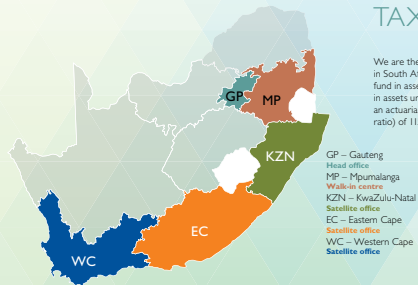 TAX
We are the
in South Af
fund in asse
in assets un
an actuaria
ratio) of 11
GP
MP
KZN
EC
WC
GP – Gauteng
Head office
MP – Mpumalanga
Walk-in centre
KZN – KwaZulu-Natal
Satellite office
EC – Eastern Cape
Satellite office
WC – Western Cape
Satellite office